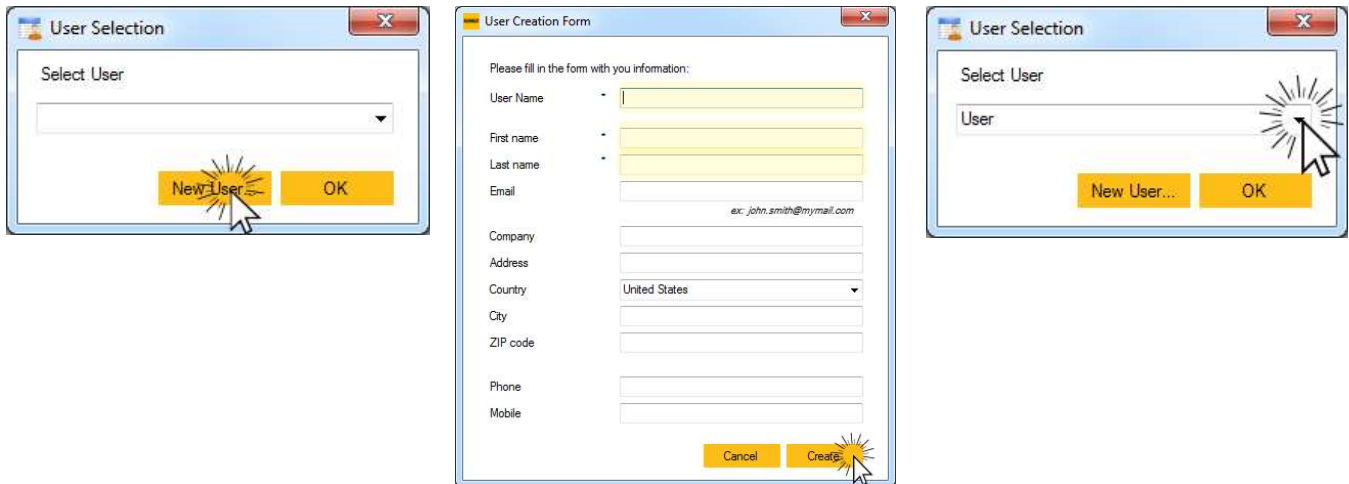 User Selection
Select User
New User...
OK
User Creation Form
Please fill in the form with you information:
User Name *
First name *
Last name *
Email
ex: john.smith@mymail.com
Company
Address
Country United States
City
ZIP code
Phone
Mobile
Cancel Create
User Selection
Select User
User
New User... OK